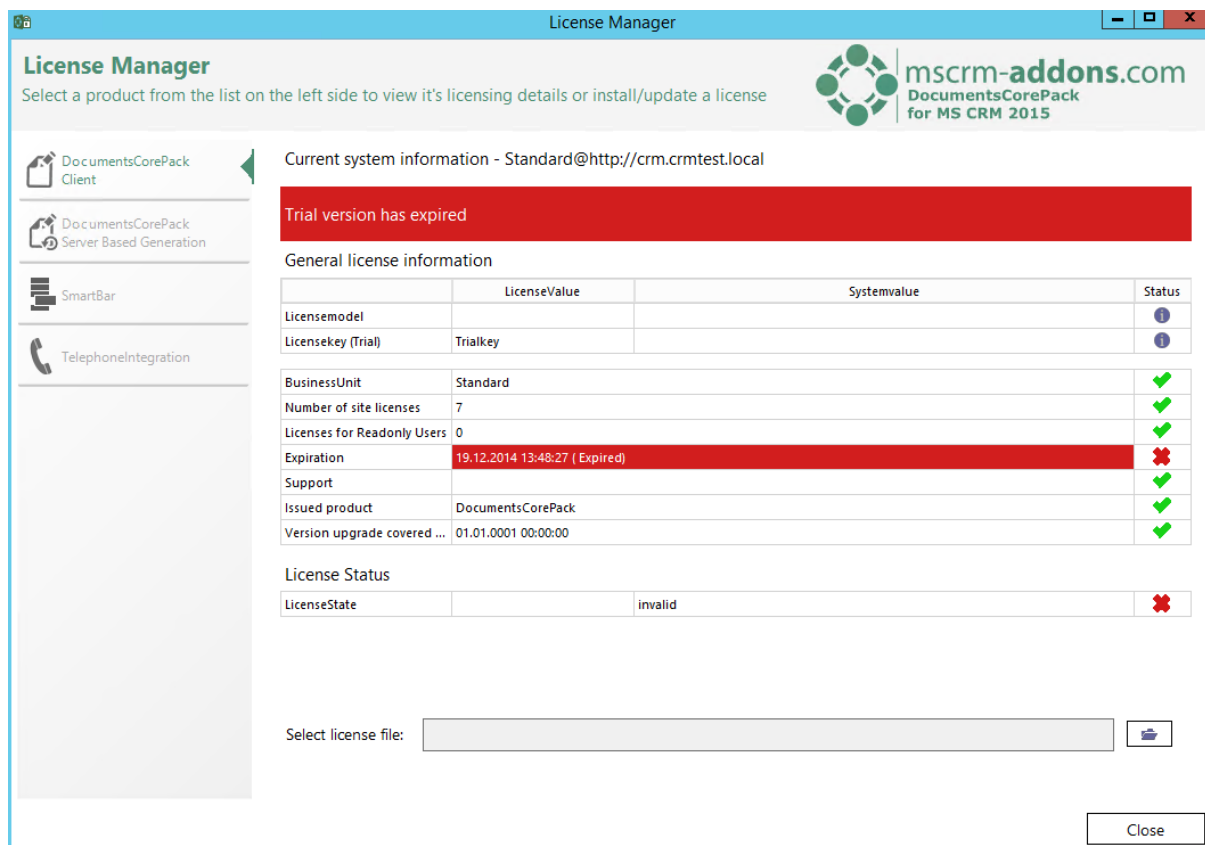 License Manager
License Manager
Select a product from the list on the left side to view it's licensing details or install/update a license
mscrm-addons.com
DocumentsCorePack
for MS CRM 2015
DocumentsCorePack
Client
DocumentsCorePack
Server Based Generation
SmartBar
TelephoneIntegration
Current system information - Standard@http://crm.crmtest.local
Trial version has expired
General license information
LicenseValue Systemvalue Status
Licensemodel
Licensekey (Trial) Trialkey
BusinessUnit Standard
Number of site licenses 7
Licenses for Readonly Users 0
Expiration 19.12.2014 13:48:27 ( Expired)
Support
Issued product DocumentsCorePack
Version upgrade covered ... 01.01.0001 00:00:00
License Status
LicenseState invalid
Select license file:
Close